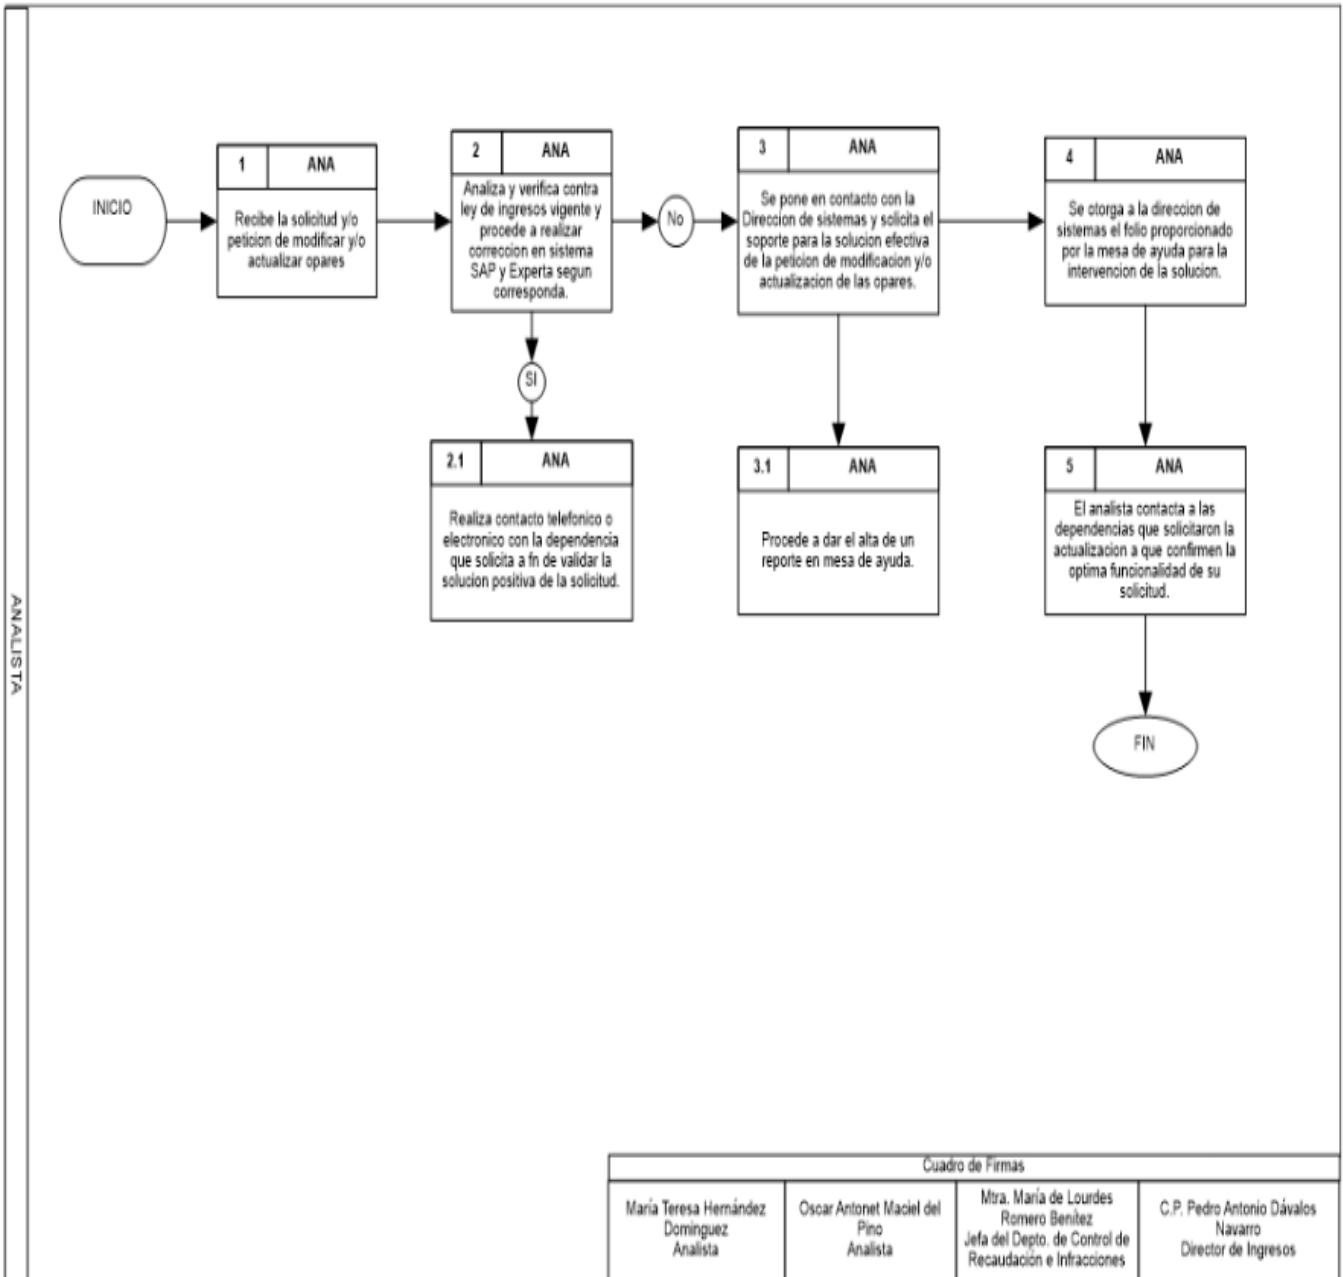 INICIO
1 ANA
Recibe la solicitud y/o
peticion de modificar y/o
actualizar opares
2 ANA
Analiza y verifica contra
ley de ingresos vigente y
procede a realizar
correccion en sistema
SAP y Experta segun
corresponda.
No
3 ANA
Se pone en contacto con la
Direccion de sistemas y solicita el
soporte para la solucion efectiva
de la peticion de modificacion y/o
actualizacion de las opares.
4 ANA
Se otorga a la direccion de
sistemas el folio proporcionado
por la mesa de ayuda para la
intervencion de la solucion.
SI
2.1 ANA
Realiza contacto telefonico o
electronico con la dependencia
que solicita a fn de validar la
solucion positiva de la solicitud.
3.1 ANA
Procede a dar el alta de un
reporte en mesa de ayuda.
5 ANA
El analista contacta a las
dependencias que solicitaron la
actualizacion a que confirmen la
optima funcionalidad de su
solicitud.
FIN
ANALISTA
Cuadro de Firmas
María Teresa Hernández
Dominguez
Analista
Oscar Antonet Maciel del
Pino
Analista
Mtra. María de Lourdes
Romero Benítez
Jefa del Depto. de Control de
Recaudación e Infracciones
C.P. Pedro Antonio Dávalos
Navarro
Director de Ingresos